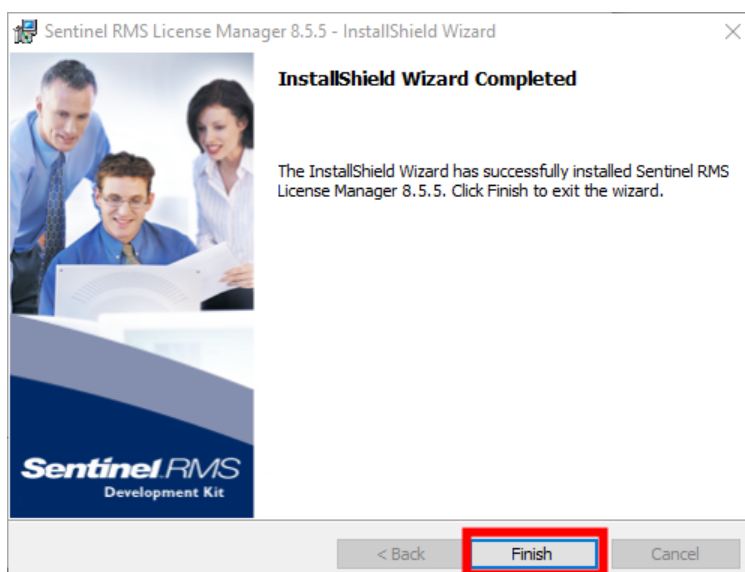 Sentinel RMS License Manager 8.5.5 - InstallShield Wizard
InstallShield Wizard Completed
The InstallShield Wizard has successfully installed Sentinel RMS
License Manager 8.5.5. Click Finish to exit the wizard.
Sentinel.RMS
Development Kit
< Back
Finish
Cancel